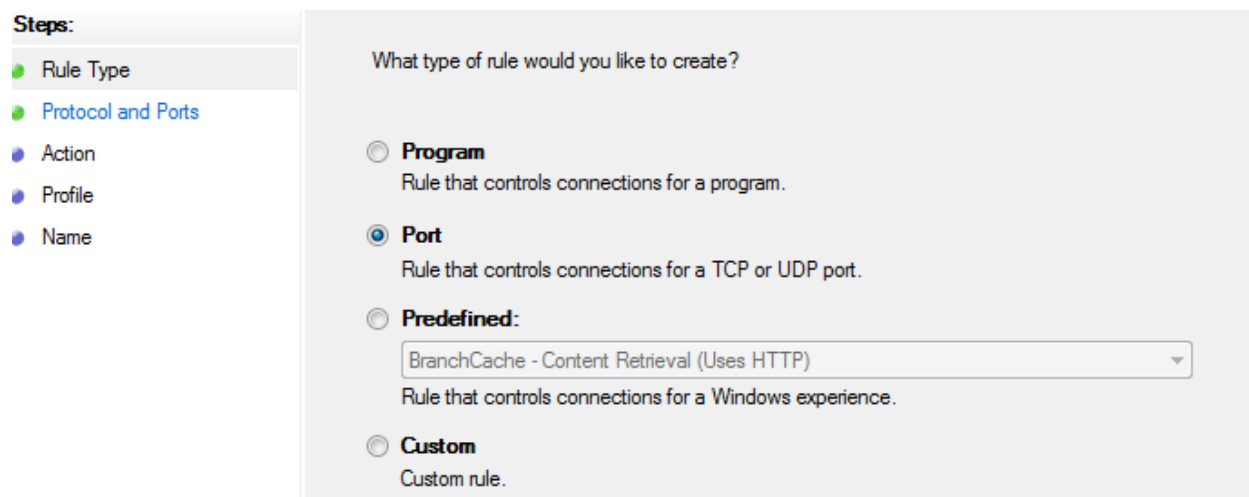 Steps:
Rule Type
Protocol and Ports
Action
Profile
Name
What type of rule would you like to create?
Program
Rule that controls connections for a program.
Port
Rule that controls connections for a TCP or UDP port.
Predefined:
BranchCache - Content Retrieval (Uses HTTP)
Rule that controls connections for a Windows experience.
Custom
Custom rule.